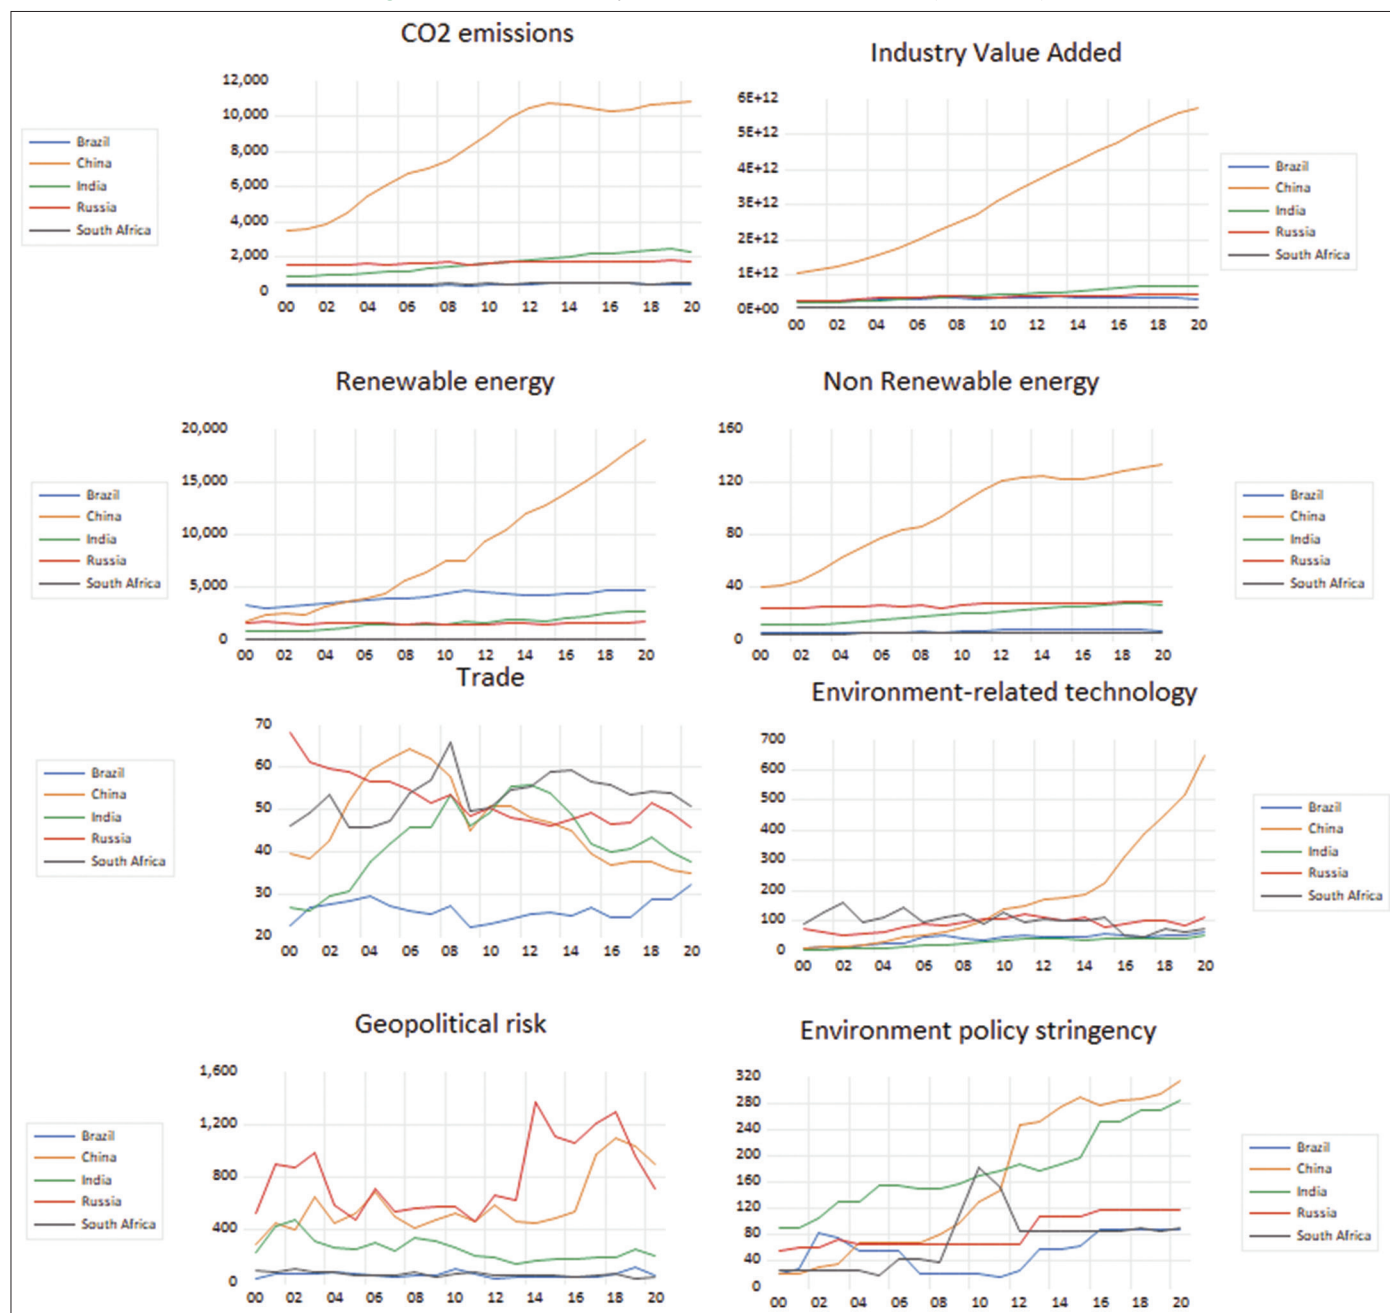 CO2 emissions
12,000
10,000
8,000
6,000
4,000
2,000
0
00 02 04 06 08 10 12 14 16 18 20
Brazil
China
India
Russia
South Africa
Industry Value Added
6E+12
5E+12
4E+12
3E+12
2E+12
1E+12
0E+00
00 02 04 06 08 10 12 14 16 18 20
Brazil
China
India
Russia
South Africa
Renewable energy
20,000
15,000
10,000
5,000
0
00 02 04 06 08 10 12 14 16 18 20
Brazil
China
India
Russia
South Africa
Non Renewable energy
160
120
80
40
0
00 02 04 06 08 10 12 14 16 18 20
Brazil
China
India
Russia
South Africa
Trade
70
60
50
40
30
20
00 02 04 06 08 10 12 14 16 18 20
Brazil
China
India
Russia
South Africa
Environment-related technology
700
600
500
400
300
200
100
0
00 02 04 06 08 10 12 14 16 18 20
Brazil
China
India
Russia
South Africa
Geopolitical risk
1,600
1,200
800
400
0
00 02 04 06 08 10 12 14 16 18 20
Brazil
China
India
Russia
South Africa
Environment policy stringency
320
280
240
200
160
120
80
40
0
00 02 04 06 08 10 12 14 16 18 20
Brazil
China
India
Russia
South Africa